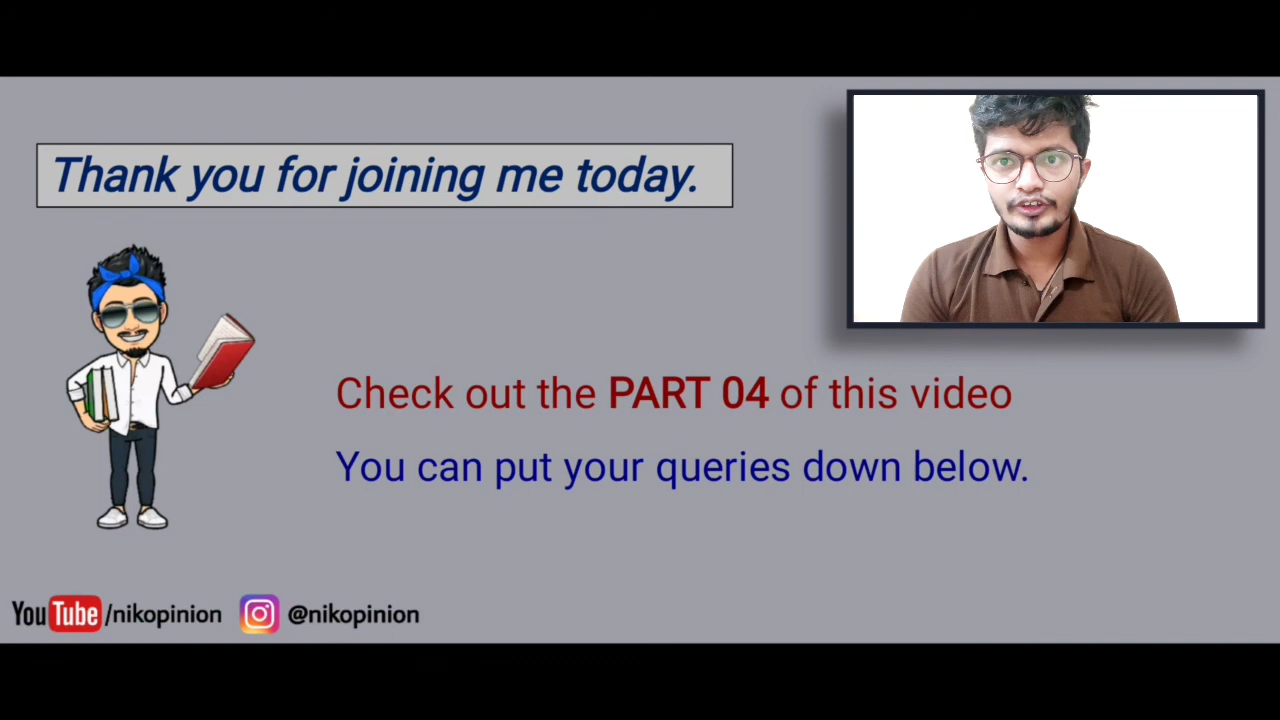 Thank you for joining me today.
Check out the PART 04 of this video
You can put your queries down below.
YouTube/nikopinion @nikopinion